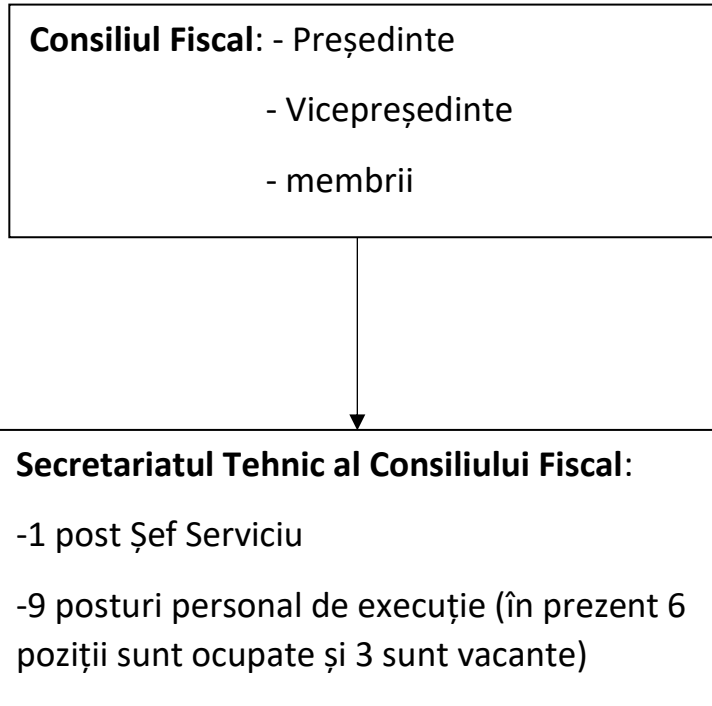 Consiliul Fiscal: - Președinte
- Vicepreședinte
- membrii
Secretariatul Tehnic al Consiliului Fiscal:
-1 post Șef Serviciu
-9 posturi personal de execuție (în prezent 6
poziții sunt ocupate și 3 sunt vacante)